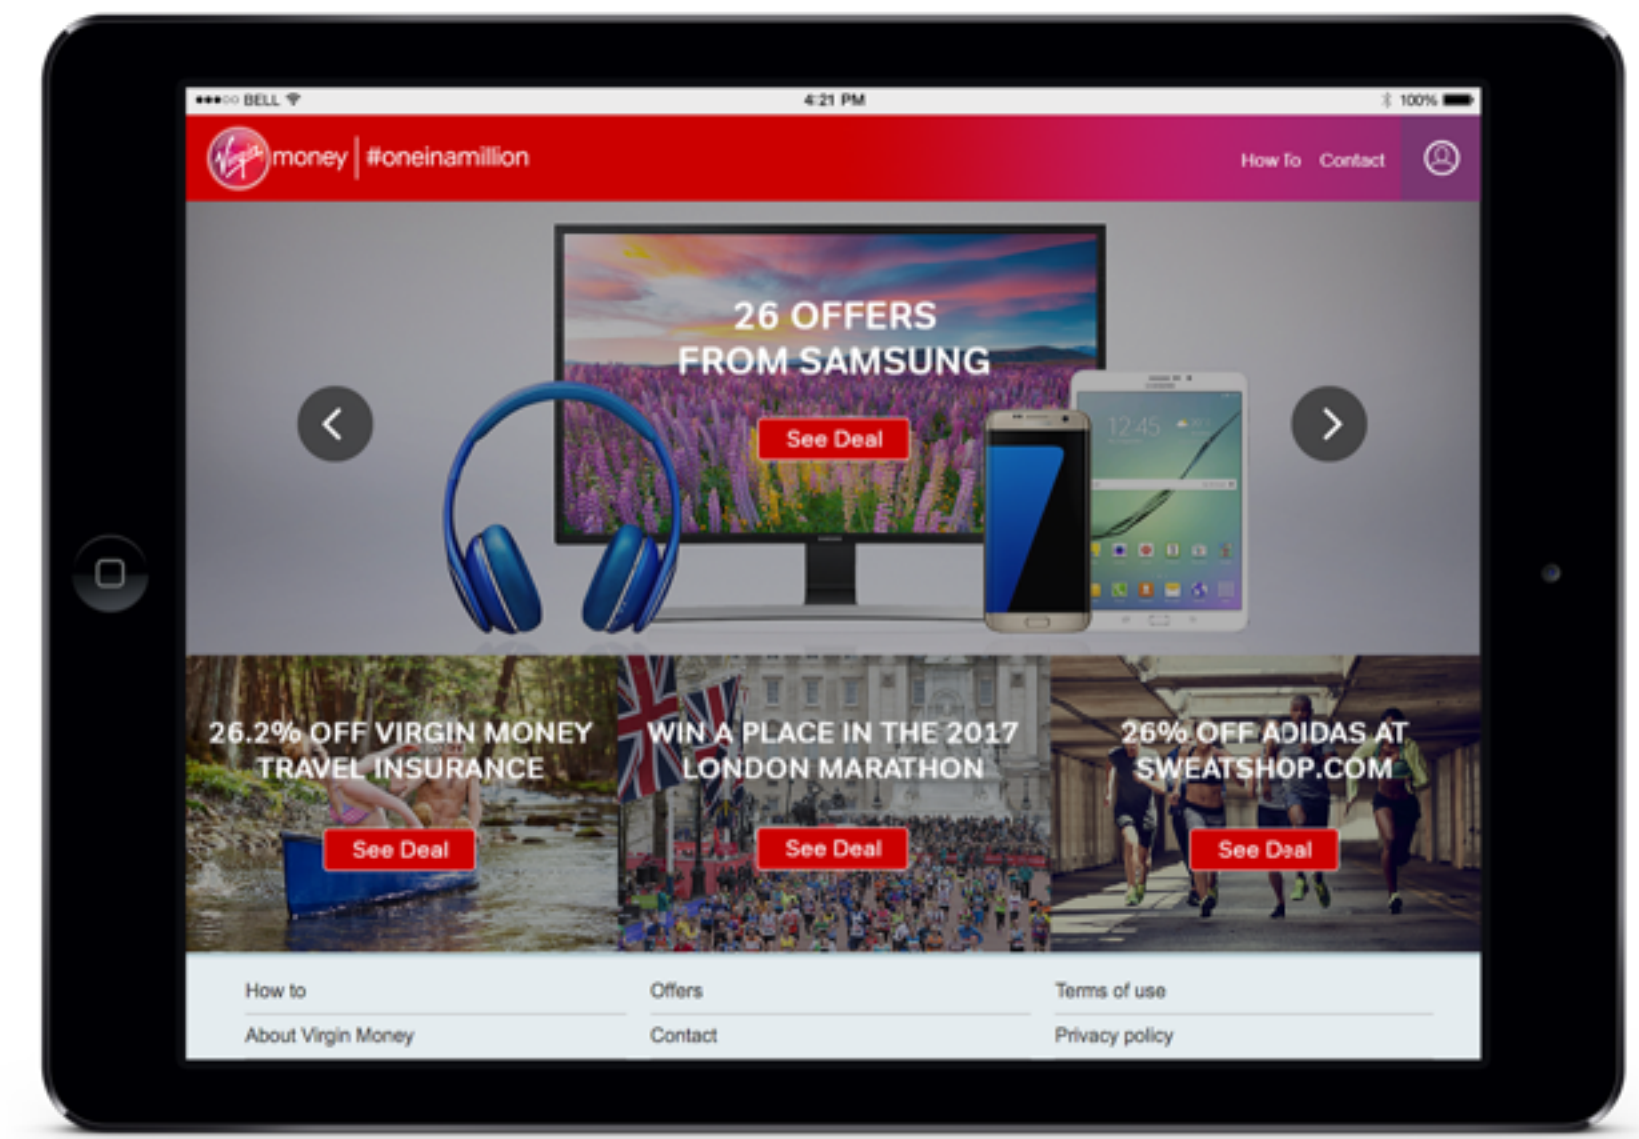 BELL
4:21 PM
100%
Virgin money
#oneinamillion
How To
Contact
26 OFFERS
FROM SAMSUNG
See Deal
12:45
SAMSUNG
26.2% OFF VIRGIN MONEY
TRAVEL INSURANCE
See Deal
WIN A PLACE IN THE 2017
LONDON MARATHON
See Deal
26% OFF ADIDAS AT
SWEATSHOP.COM
See Deal
How to
Offers
Terms of use
About Virgin Money
Contact
Privacy policy